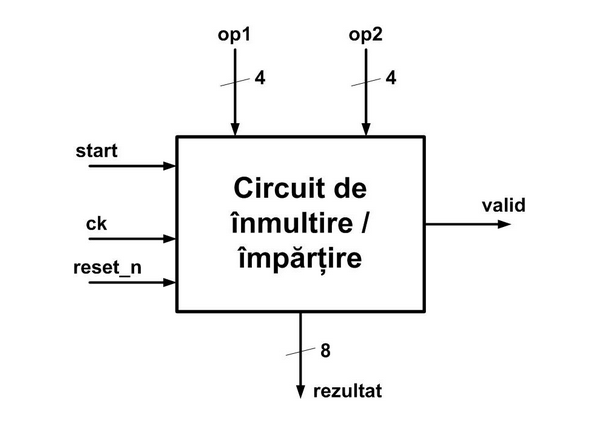 op1
op2
4
4
start
Circuit de
înmultire /
împărțire
valid
ck
reset_n
8
rezultat